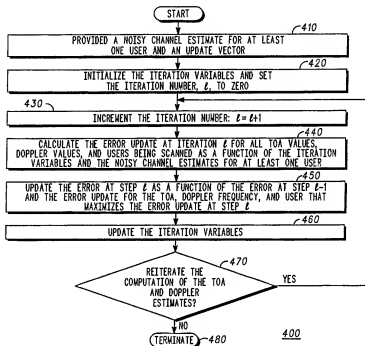 START
410
PROVIDED A NOISY CHANNEL ESTIMATE FOR AT LEAST
ONE USER AND AN UPDATE VECTOR
420
INITIALIZE THE ITERATION VARIABLES AND SET
THE ITERATION NUMBER, ℓ, TO ZERO
430
INCREMENT THE ITERATION NUMBER: ℓ = ℓ+1
440
CALCULATE THE ERROR UPDATE AT ITERATION ℓ FOR ALL TOA VALUES,
DOPPLER VALUES, AND USERS BEING SCANNED AS A FUNCTION OF THE ITERATION
VARIABLES AND THE NOISY CHANNEL ESTIMATES FOR AT LEAST ONE USER
450
UPDATE THE ERROR AT STEP ℓ AS A FUNCTION OF THE ERROR AT STEP ℓ-1
AND THE ERROR UPDATE FOR THE TOA, DOPPLER FREQUENCY, AND USER THAT
MAXIMIZES THE ERROR UPDATE AT STEP ℓ
460
UPDATE THE ITERATION VARIABLES
470
REITERATE THE
COMPUTATION OF THE TOA
AND DOPPLER
ESTIMATES?
YES
NO
TERMINATE
480
400